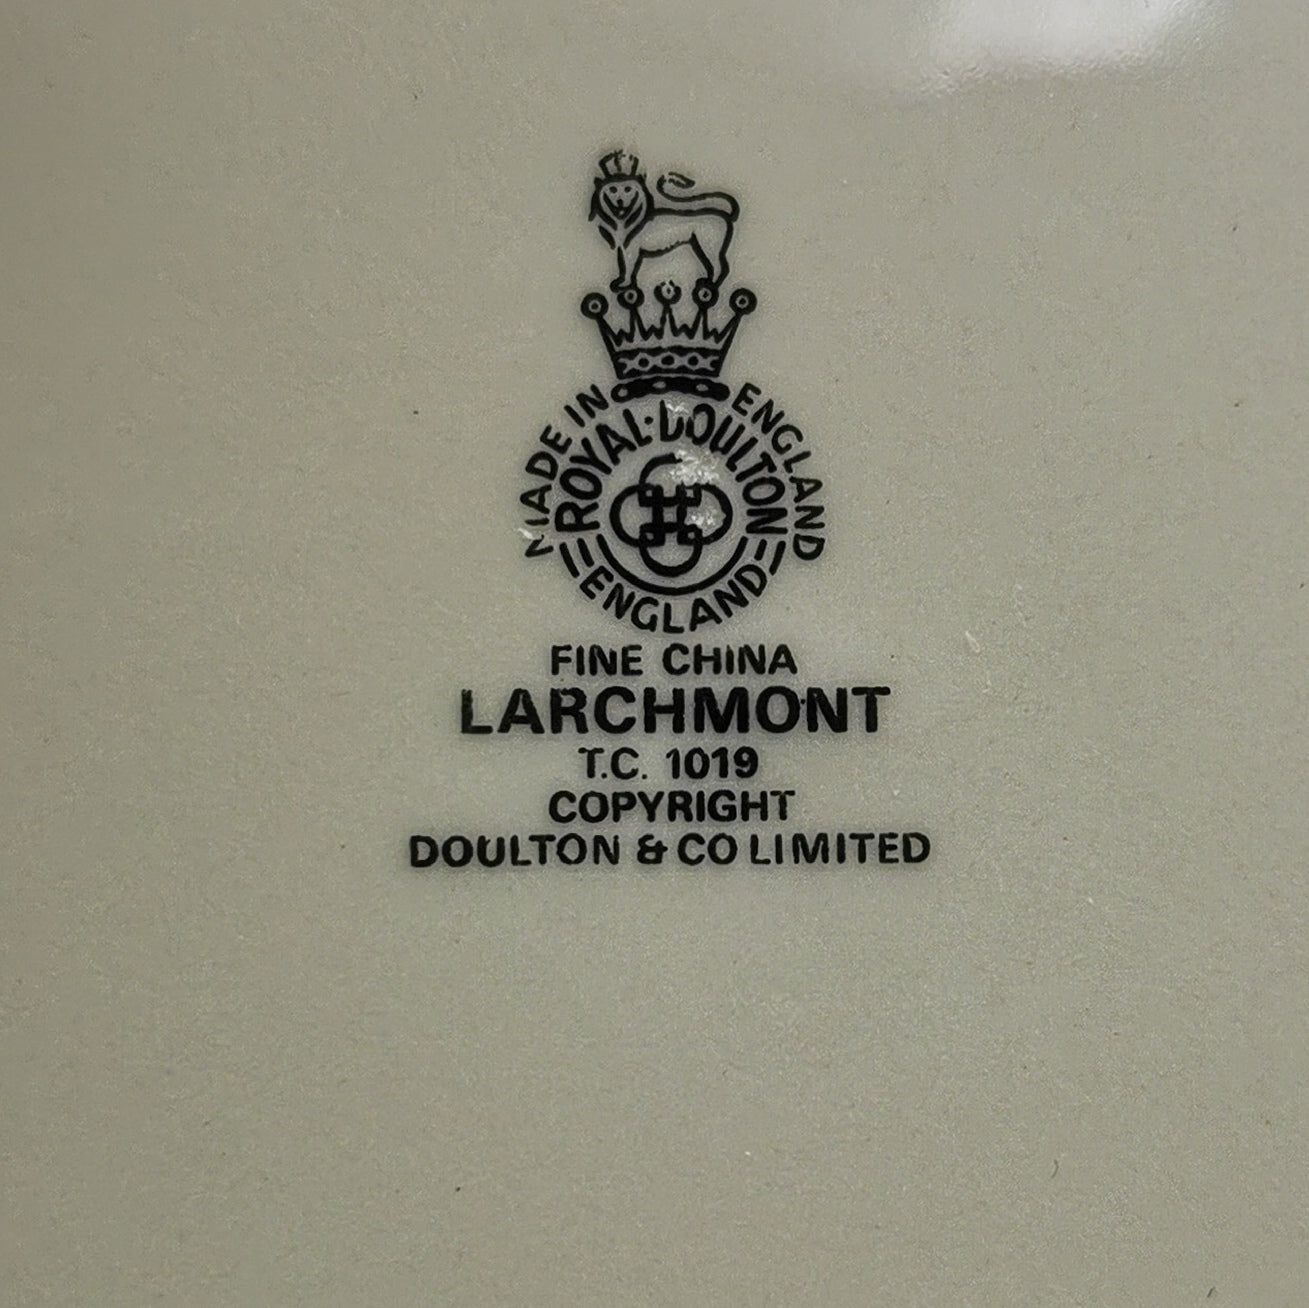 MADE IN ENGLAND
ROYAL·DOULTON
ENGLAND
FINE CHINA
LARCHMONT
T.C. 1019
COPYRIGHT
DOULTON & CO LIMITED